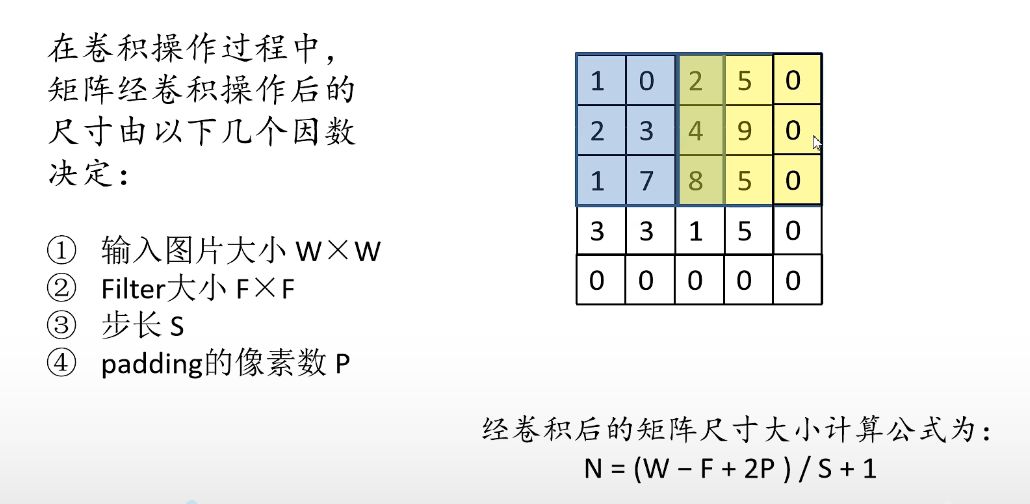 在卷积操作过程中，
矩阵经卷积操作后的
尺寸由以下几个因数
决定：
① 输入图片大小 W×W
② Filter大小 F×F
③ 步长 S
④ padding的像素数 P
1 0 2 5 0
2 3 4 9 0
1 7 8 5 0
3 3 1 5 0
0 0 0 0 0
经卷积后的矩阵尺寸大小计算公式为：
N = (W − F + 2P ) / S + 1